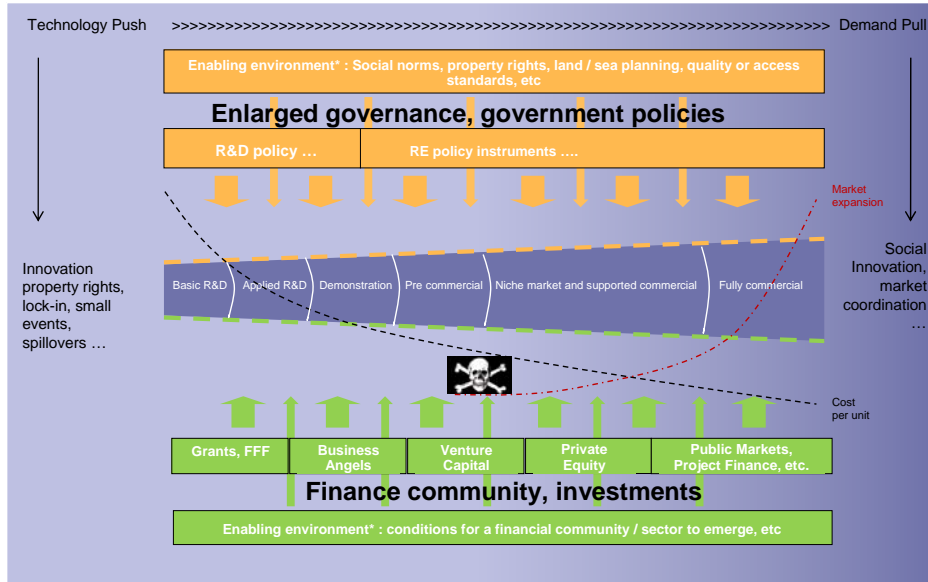 Technology Push >>>>>>>>>>>>>>>>>>>>>>>>>>>>>>>>>>>>>>>>>>>>>>>>>>>>>>>>>>>>>>>>>>>>>>>>>>>>>>>> Demand Pull
Enabling environment* : Social norms, property rights, land / sea planning, quality or access
standards, etc
Enlarged governance, government policies
R&D policy …
RE policy instruments ….
Market
expansion
Innovation
property rights,
lock-in, small
events,
spillovers …
Basic R&D
Applied R&D
Demonstration
Pre commercial
Niche market and supported commercial
Fully commercial
Social
Innovation,
market
coordination
…
Cost
per unit
Grants, FFF
Business
Angels
Venture
Capital
Private
Equity
Public Markets,
Project Finance, etc.
Finance community, investments
Enabling environment* : conditions for a financial community / sector to emerge, etc